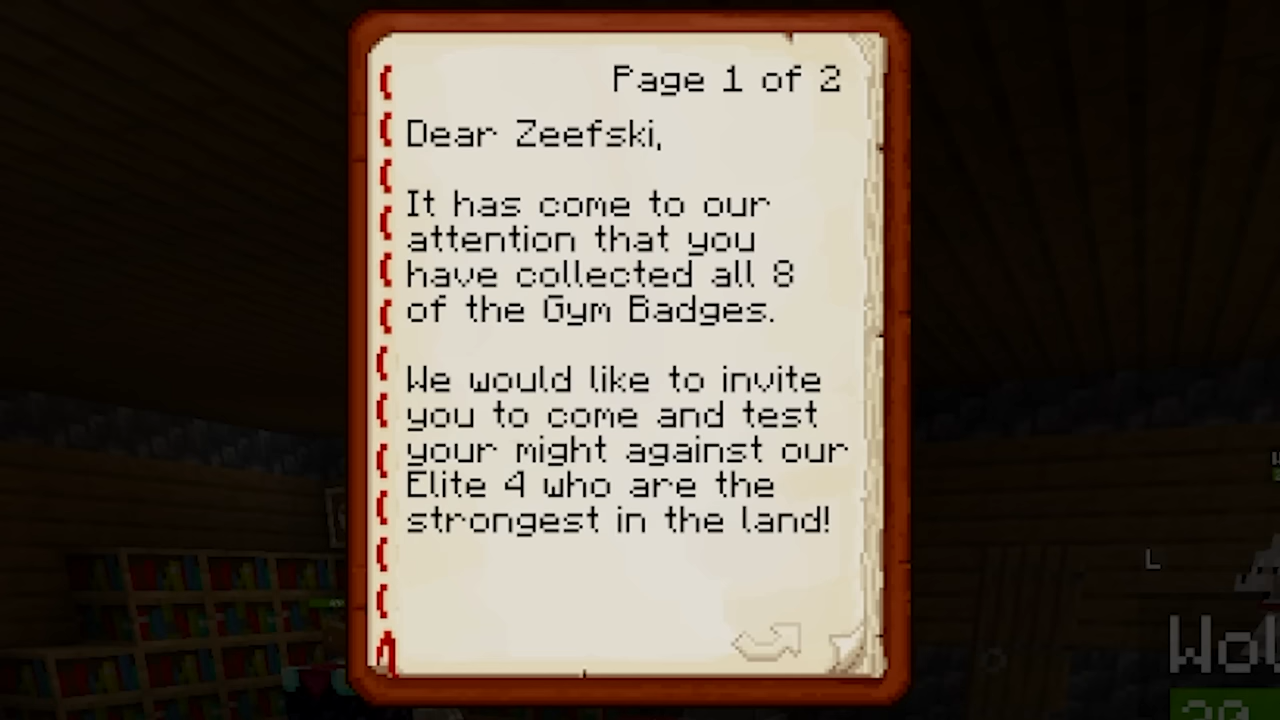 Page 1 of 2
Dear Zeefski,
It has come to our
attention that you
have collected all 8
of the Gym Badges.
We would like to invite
you to come and test
your might against our
Elite 4 who are the
strongest in the land!
L